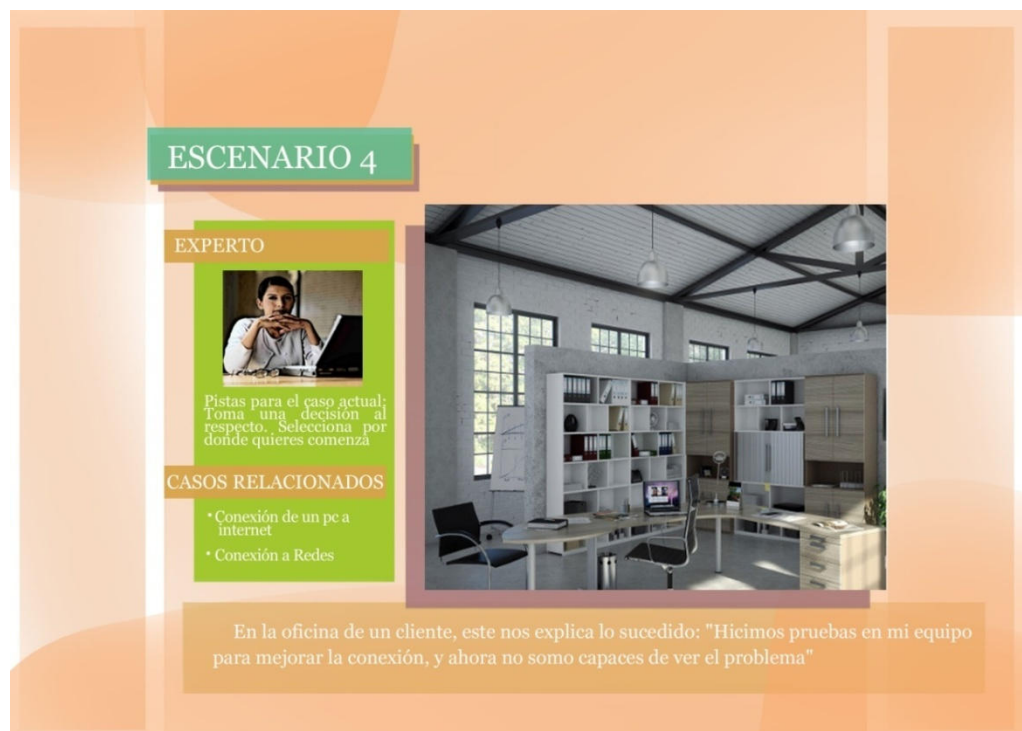 ESCENARIO 4
EXPERTO
Pistas para el caso actual:
Toma una decisión al
respecto. Selecciona por
donde quieres comenza
CASOS RELACIONADOS
• Conexión de un pc a
internet
• Conexión a Redes
En la oficina de un cliente, este nos explica lo sucedido: "Hicimos pruebas en mi equipo
para mejorar la conexión, y ahora no somo capaces de ver el problema"